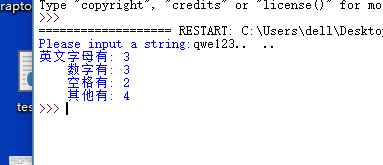 rapto
Type "copyright", "credits" or "license()" for mo
>>>
=================== RESTART: C:\Users\dell\Deskto
Please input a string:qwe123..  ..
英文字母有: 3
数字有: 3
空格有: 2
其他有: 4
>>>
tes